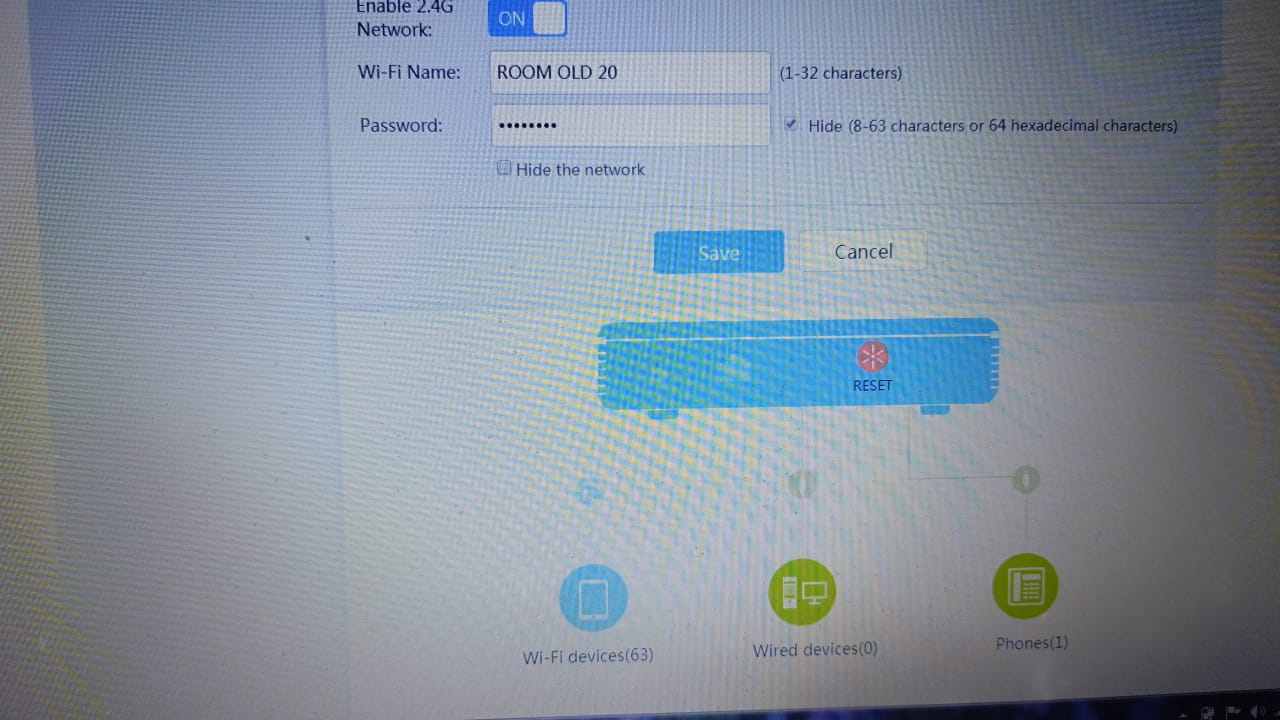 Enable 2.4G
Network:
ON
Wi-Fi Name: ROOM OLD 20 (1-32 characters)
Password: •••••••• Hide (8-63 characters or 64 hexadecimal characters)
Hide the network
Save Cancel
RESET
Wi-Fi devices(63) Wired devices(0) Phones(1)